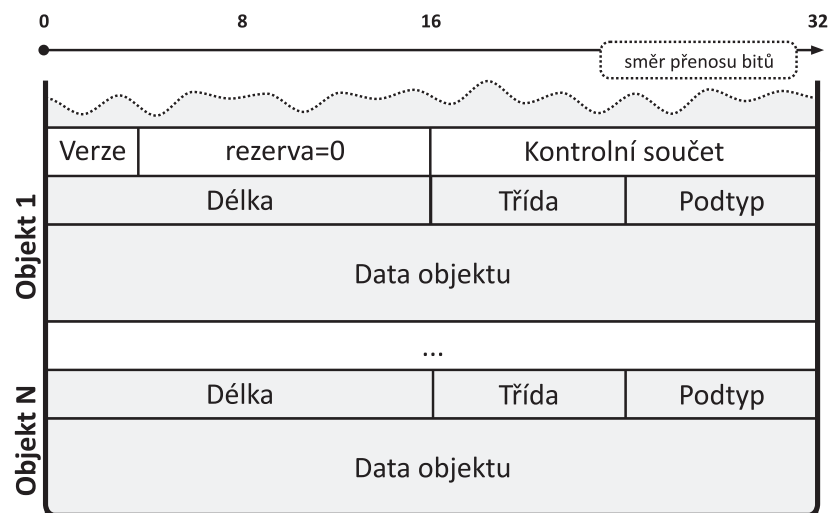 0 8 16 32
směr přenosu bitů
Verze rezerva=0 Kontrolní součet
Objekt 1
Délka Třída Podtyp
Data objektu
...
Objekt N
Délka Třída Podtyp
Data objektu